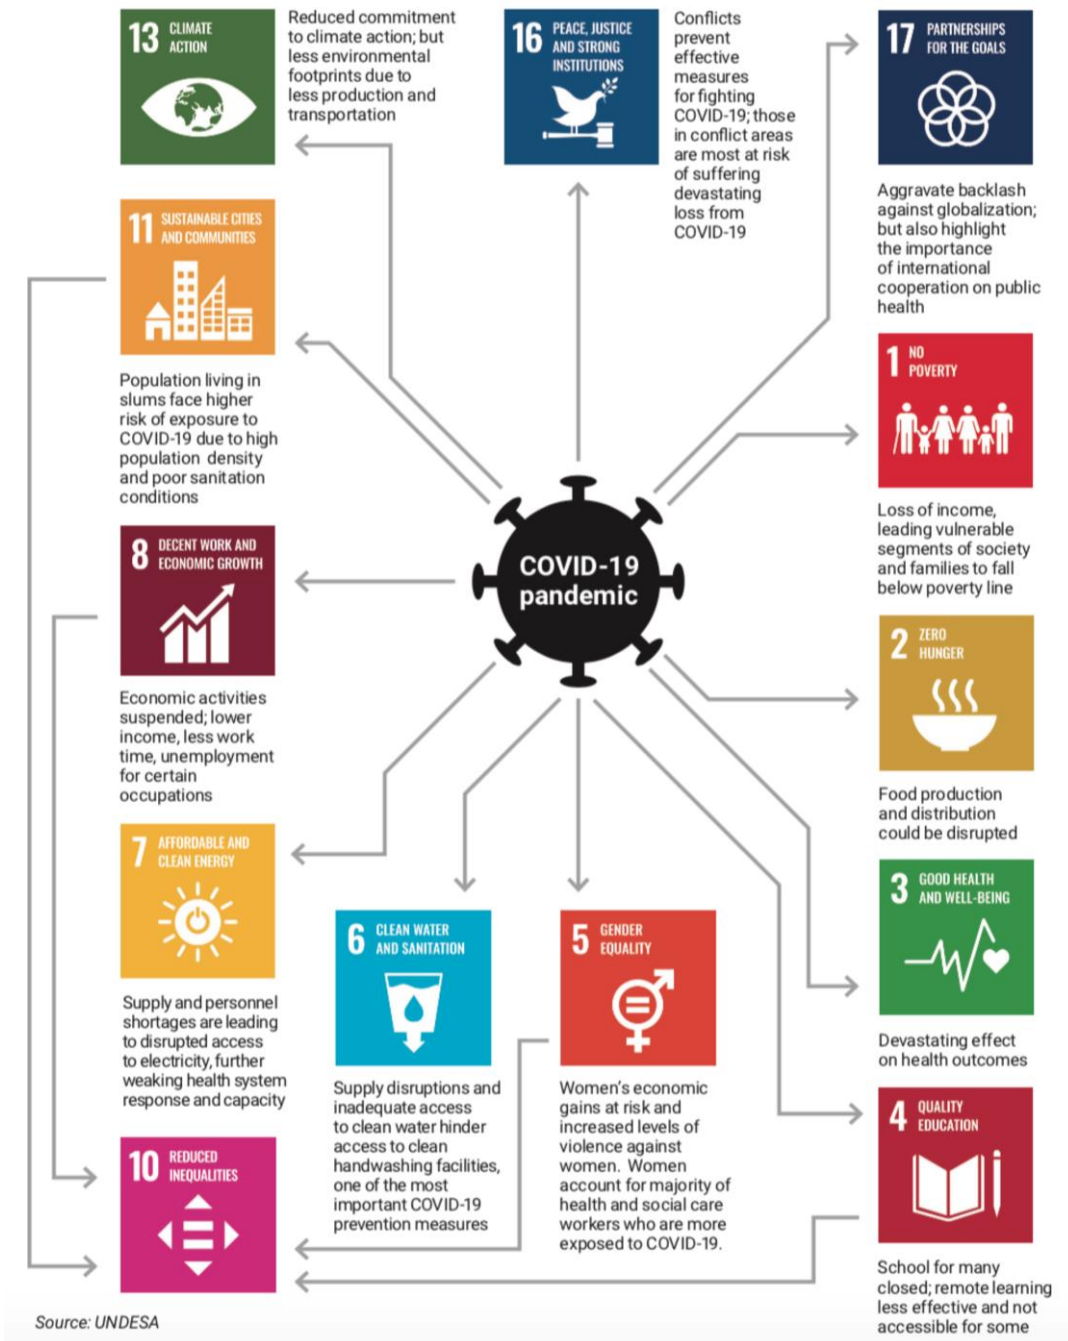 13 CLIMATE
ACTION
Reduced commitment
to climate action; but
less environmental
footprints due to
less production and
transportation
16 PEACE, JUSTICE
AND STRONG
INSTITUTIONS
Conflicts
prevent
effective
measures
for fighting
COVID-19; those
in conflict areas
are most at risk
of suffering
devastating
loss from
COVID-19
17 PARTNERSHIPS
FOR THE GOALS
Aggravate backlash
against globalization;
but also highlight
the importance
of international
cooperation on public
health
11 SUSTAINABLE CITIES
AND COMMUNITIES
Population living in
slums face higher
risk of exposure to
COVID-19 due to high
population density
and poor sanitation
conditions
1 NO
POVERTY
Loss of income,
leading vulnerable
segments of society
and families to fall
below poverty line
COVID-19
pandemic
8 DECENT WORK AND
ECONOMIC GROWTH
Economic activities
suspended; lower
income, less work
time, unemployment
for certain
occupations
2 ZERO
HUNGER
Food production
and distribution
could be disrupted
7 AFFORDABLE AND
CLEAN ENERGY
Supply and personnel
shortages are leading
to disrupted access
to electricity, further
weaking health system
response and capacity
3 GOOD HEALTH
AND WELL-BEING
Devastating effect
on health outcomes
6 CLEAN WATER
AND SANITATION
Supply disruptions and
inadequate access
to clean water hinder
access to clean
handwashing facilities,
one of the most
important COVID-19
prevention measures
5 GENDER
EQUALITY
Women's economic
gains at risk and
increased levels of
violence against
women. Women
account for majority of
health and social care
workers who are more
exposed to COVID-19.
4 QUALITY
EDUCATION
School for many
closed; remote learning
less effective and not
accessible for some
10 REDUCED
INEQUALITIES
Source: UNDESA